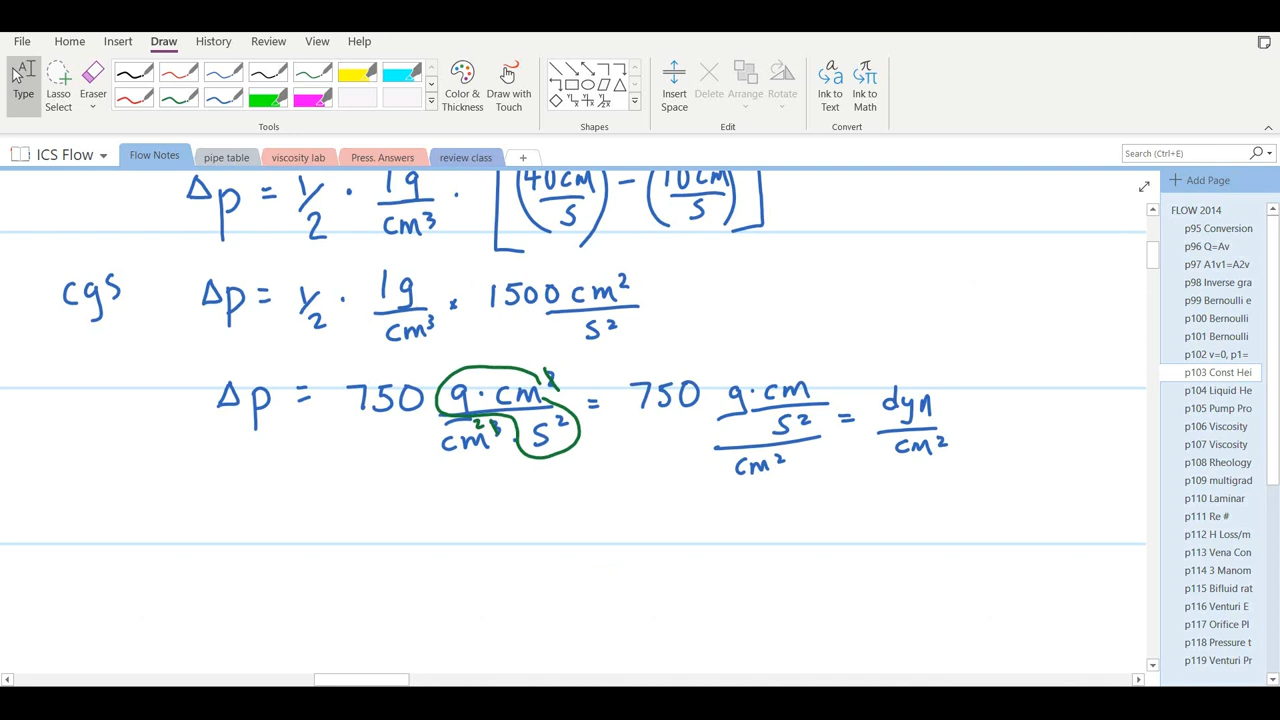 File Home Insert Draw History Review View Help
Type Lasso Select Eraser Color & Thickness Draw with Touch Insert Space Delete Arrange Rotate Ink to Text Ink to Math
Tools Shapes Edit Convert
ICS Flow Flow Notes pipe table viscosity lab Press. Answers review class + Search (Ctrl+E)
Add Page
FLOW 2014
p95 Conversion
p96 Q=Av
p97 A1v1=A2v
p98 Inverse gra
p99 Bernoulli e
p100 Bernoulli
p101 Bernoulli
p102 v=0, p1=
p103 Const Hei
p104 Liquid He
p105 Pump Pro
p106 Viscosity
p107 Viscosity
p108 Rheology
p109 multigrad
p110 Laminar
p111 Re #
p112 H Loss/m
p113 Vena Con
p114 3 Manom
p115 Bifluid rat
p116 Venturi E
p117 Orifice Pl
p118 Pressure t
p119 Venturi Pr
Δp = 1/2 · 1g/cm³ · [(40cm/s) − (10cm/s)]
cgs Δp = 1/2 · 1g/cm³ · 1500 cm²/s²
Δp = 750 g·cm²/cm³·s² = 750 g·cm/s²/cm² = dyn/cm²